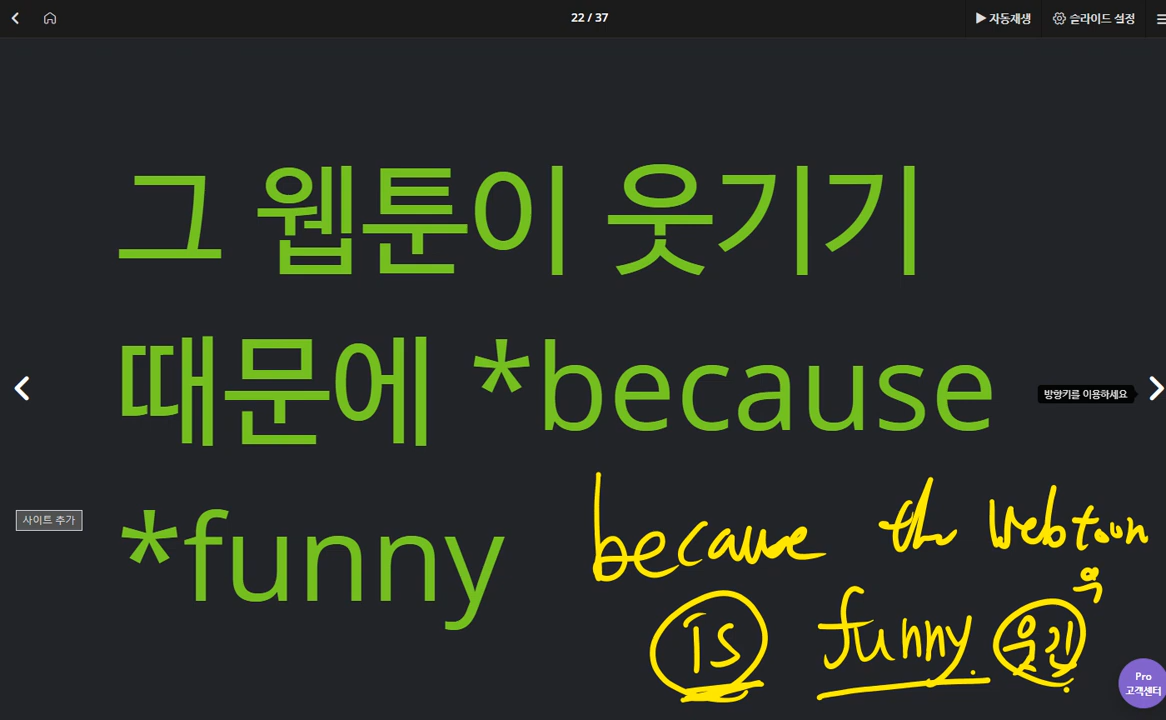 22 / 37
자동재생
슬라이드 설정
그 웹툰이 웃기기
때문에 *because
*funny
방향키를 이용하세요
사이트 추가
because the Webtoon
is funny.
Pro
고객센터